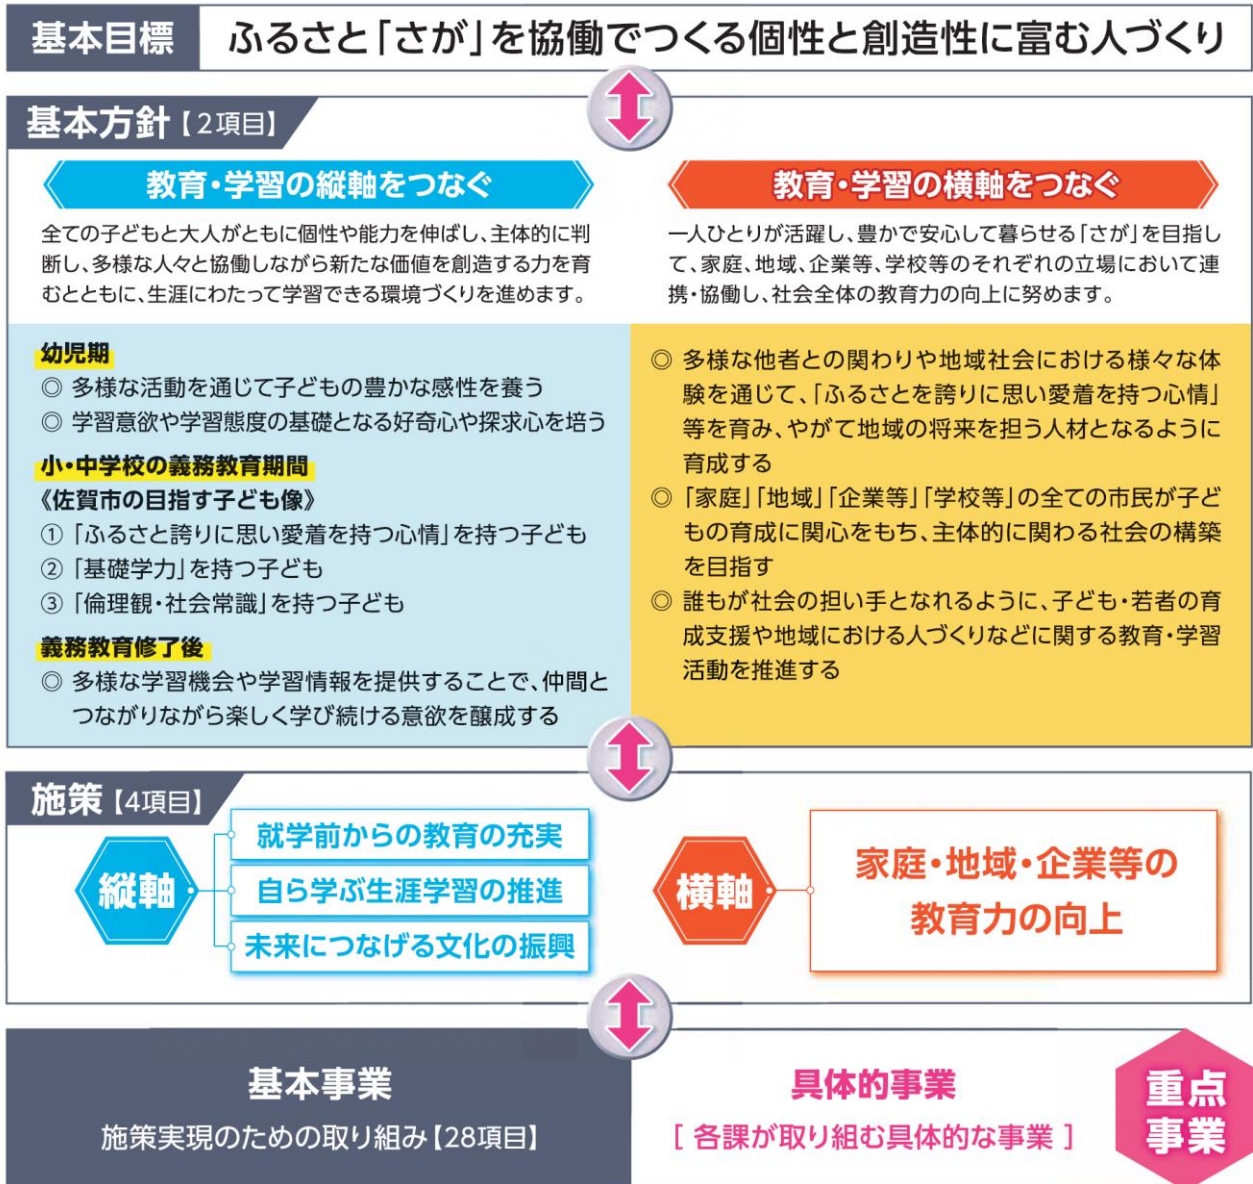 基本目標
ふるさと「さが」を協働でつくる個性と創造性に富む人づくり
基本方針【2項目】
教育・学習の縦軸をつなぐ
全ての子どもと大人がともに個性や能力を伸ばし、主体的に判
断し、多様な人々と協働しながら新たな価値を創造する力を育
むとともに、生涯にわたって学習できる環境づくりを進めます。
幼児期
◎ 多様な活動を通じて子どもの豊かな感性を養う
◎ 学習意欲や学習態度の基礎となる好奇心や探求心を培う
小・中学校の義務教育期間
《佐賀市の目指す子ども像》
①「ふるさと誇りに思い愛着を持つ心情」を持つ子ども
②「基礎学力」を持つ子ども
③「倫理観・社会常識」を持つ子ども
義務教育修了後
◎ 多様な学習機会や学習情報を提供することで、仲間と
つながりながら楽しく学び続ける意欲を醸成する
教育・学習の横軸をつなぐ
一人ひとりが活躍し、豊かで安心して暮らせる「さが」を目指し
て、家庭、地域、企業等、学校等のそれぞれの立場において連
携・協働し、社会全体の教育力の向上に努めます。
◎ 多様な他者との関わりや地域社会における様々な体
験を通じて、「ふるさとを誇りに思い愛着を持つ心情」
等を育み、やがて地域の将来を担う人材となるように
育成する
◎「家庭」「地域」「企業等」「学校等」の全ての市民が子ど
もの育成に関心をもち、主体的に関わる社会の構築
を目指す
◎ 誰もが社会の担い手となれるように、子ども・若者の育
成支援や地域における人づくりなどに関する教育・学習
活動を推進する
施策【4項目】
縦軸
就学前からの教育の充実
自ら学ぶ生涯学習の推進
未来につなげる文化の振興
横軸
家庭・地域・企業等の
教育力の向上
基本事業
施策実現のための取り組み【28項目】
具体的事業
[ 各課が取り組む具体的な事業 ]
重点
事業